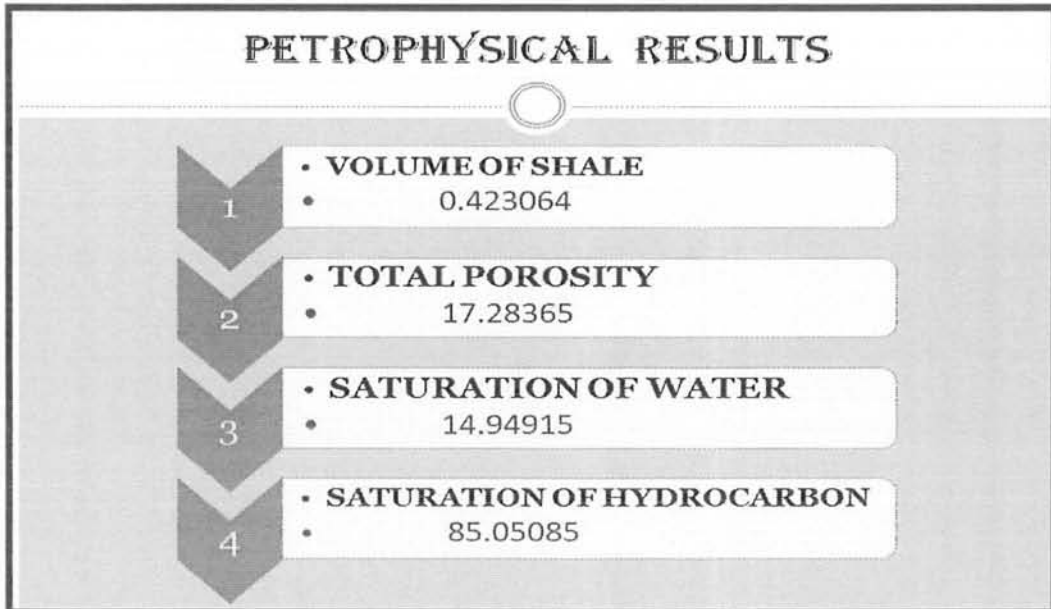 PETROPHYSICAL RESULTS
1
• VOLUME OF SHALE
• 0.423064
2
• TOTAL POROSITY
• 17.28365
3
• SATURATION OF WATER
• 14.94915
4
• SATURATION OF HYDROCARBON
• 85.05085